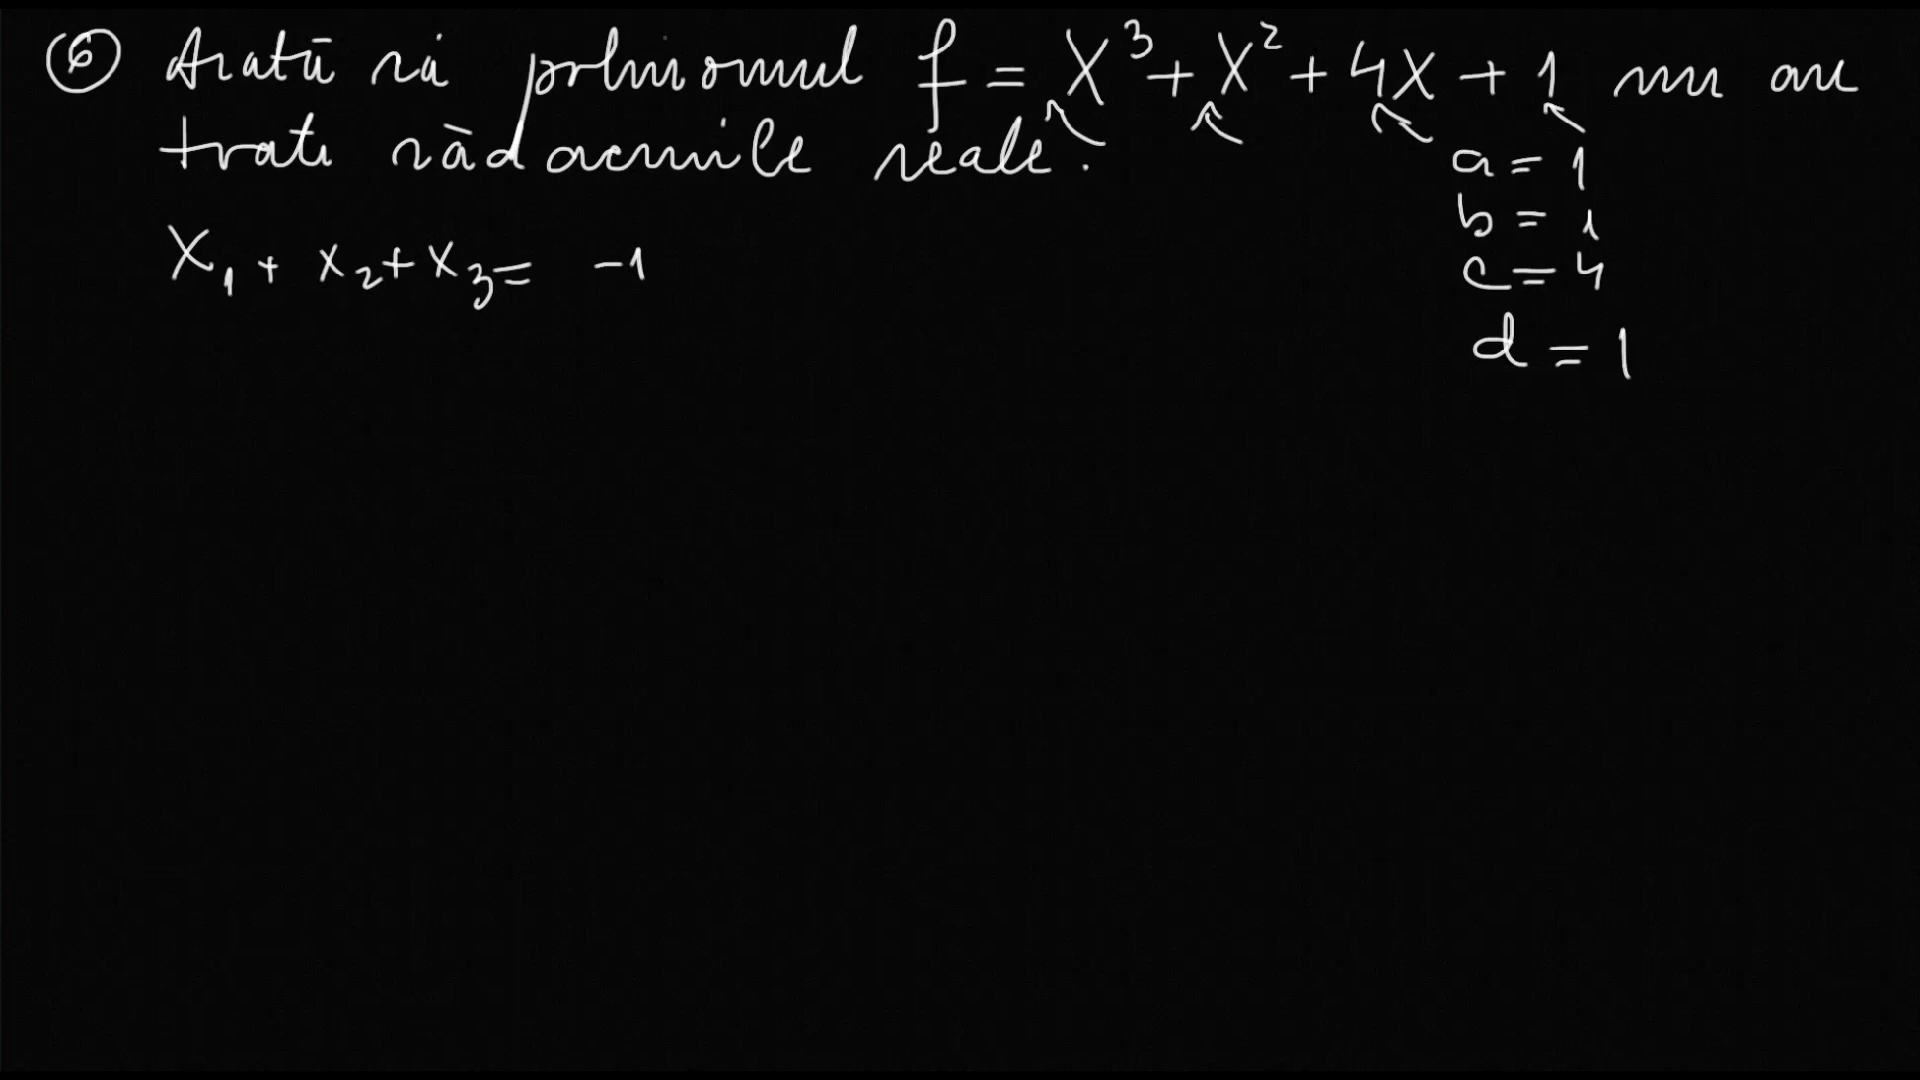 ⑥ Arată că polinomul f = X³ + X² + 4X + 1 nu are
toate rădăcinile reale.
a = 1
b = 1
X₁ + x₂ + x₃ = -1
c = 4
d = 1